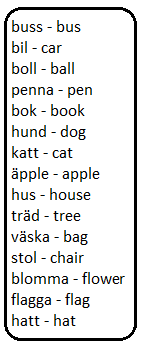 buss - bus
bil - car
boll - ball
penna - pen
bok - book
hund - dog
katt - cat
äpple - apple
hus - house
träd - tree
väska - bag
stol - chair
blomma - flower
flagga - flag
hatt - hat